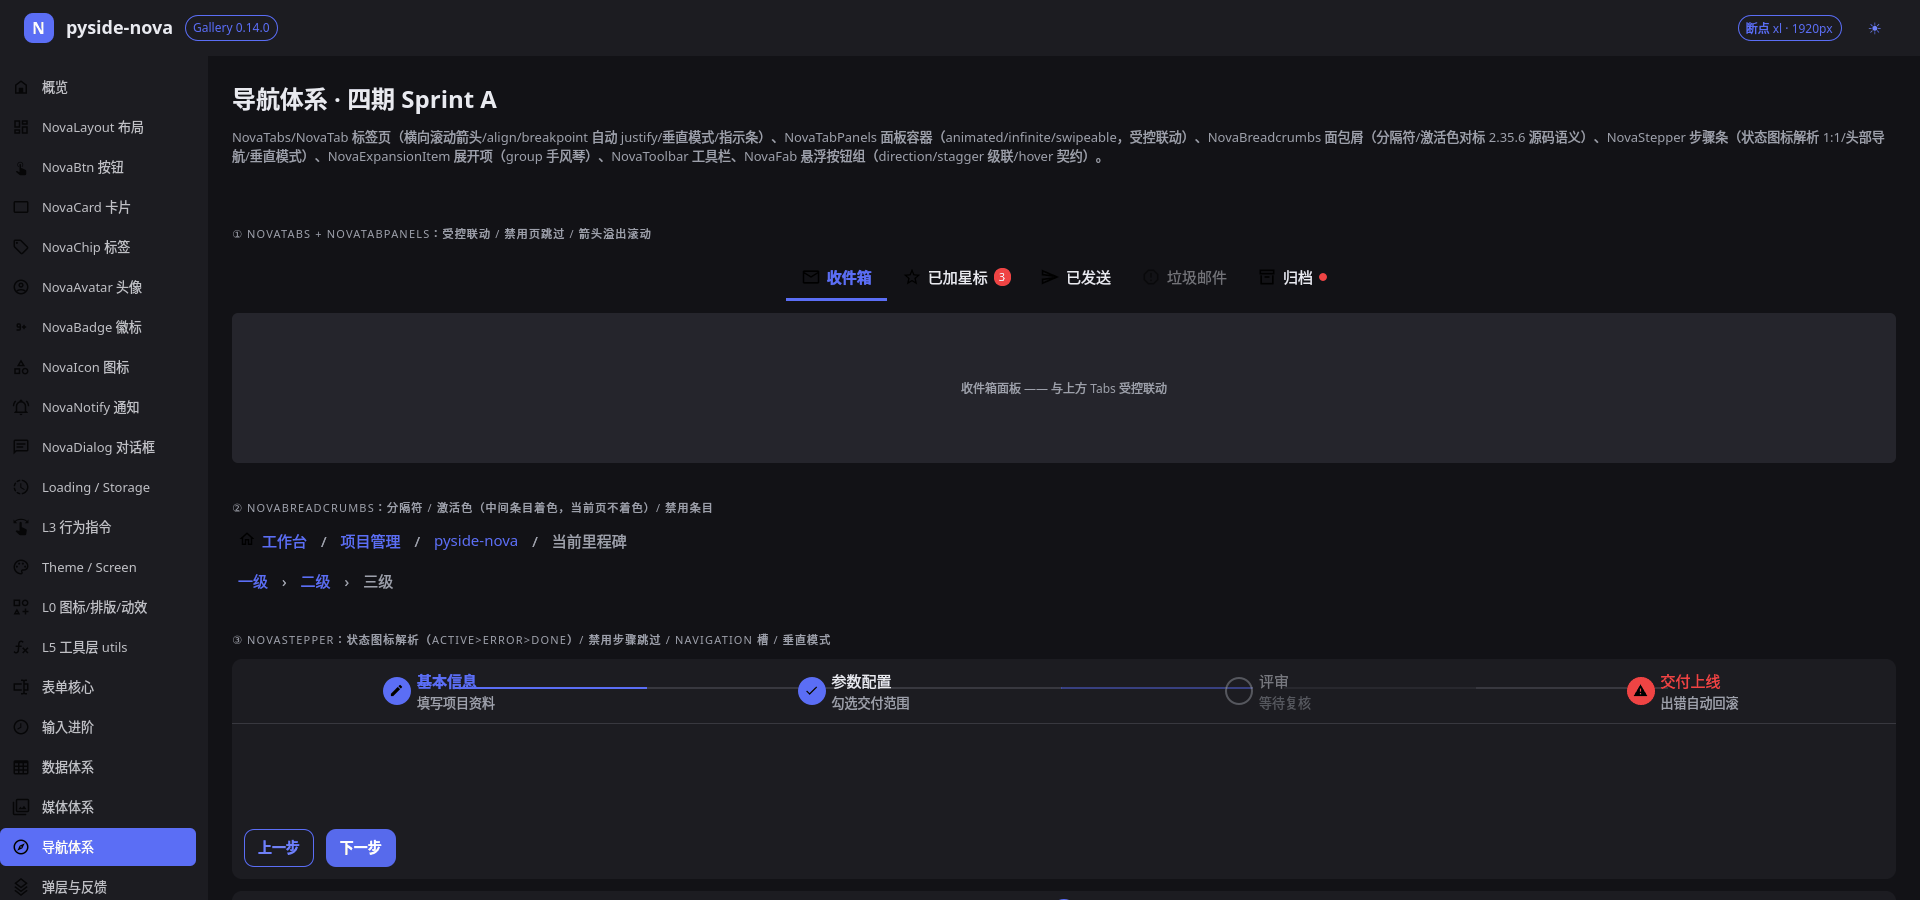 N pyside-nova Gallery 0.14.0
断点 xl · 1920px
概览
NovaLayout 布局
NovaBtn 按钮
NovaCard 卡片
NovaChip 标签
NovaAvatar 头像
9+ NovaBadge 徽标
NovaIcon 图标
NovaNotify 通知
NovaDialog 对话框
Loading / Storage
L3 行为指令
Theme / Screen
L0 图标/排版/动效
L5 工具层 utils
表单核心
输入进阶
数据体系
媒体体系
导航体系
弹层与反馈
导航体系 · 四期 Sprint A
NovaTabs/NovaTab 标签页（横向滚动箭头/align/breakpoint 自动 justify/垂直模式/指示条）、NovaTabPanels 面板容器（animated/infinite/swipeable，受控联动）、NovaBreadcrumbs 面包屑（分隔符/激活色对标 2.35.6 源码语义）、NovaStepper 步骤条（状态图标解析 1:1/头部导
航/垂直模式）、NovaExpansionItem 展开项（group 手风琴）、NovaToolbar 工具栏、NovaFab 悬浮按钮组（direction/stagger 级联/hover 契约）。
① NOVATABS + NOVATABPANELS：受控联动 / 禁用页跳过 / 箭头溢出滚动
收件箱 已加星标 3 已发送 垃圾邮件 归档
收件箱面板 —— 与上方 Tabs 受控联动
② NOVABREADCRUMBS：分隔符 / 激活色（中间条目着色，当前页不着色）/ 禁用条目
工作台 / 项目管理 / pyside-nova / 当前里程碑
一级 › 二级 › 三级
③ NOVASTEPPER：状态图标解析（ACTIVE>ERROR>DONE）/ 禁用步骤跳过 / NAVIGATION 槽 / 垂直模式
基本信息
填写项目资料
参数配置
勾选交付范围
评审
等待复核
交付上线
出错自动回滚
上一步 下一步